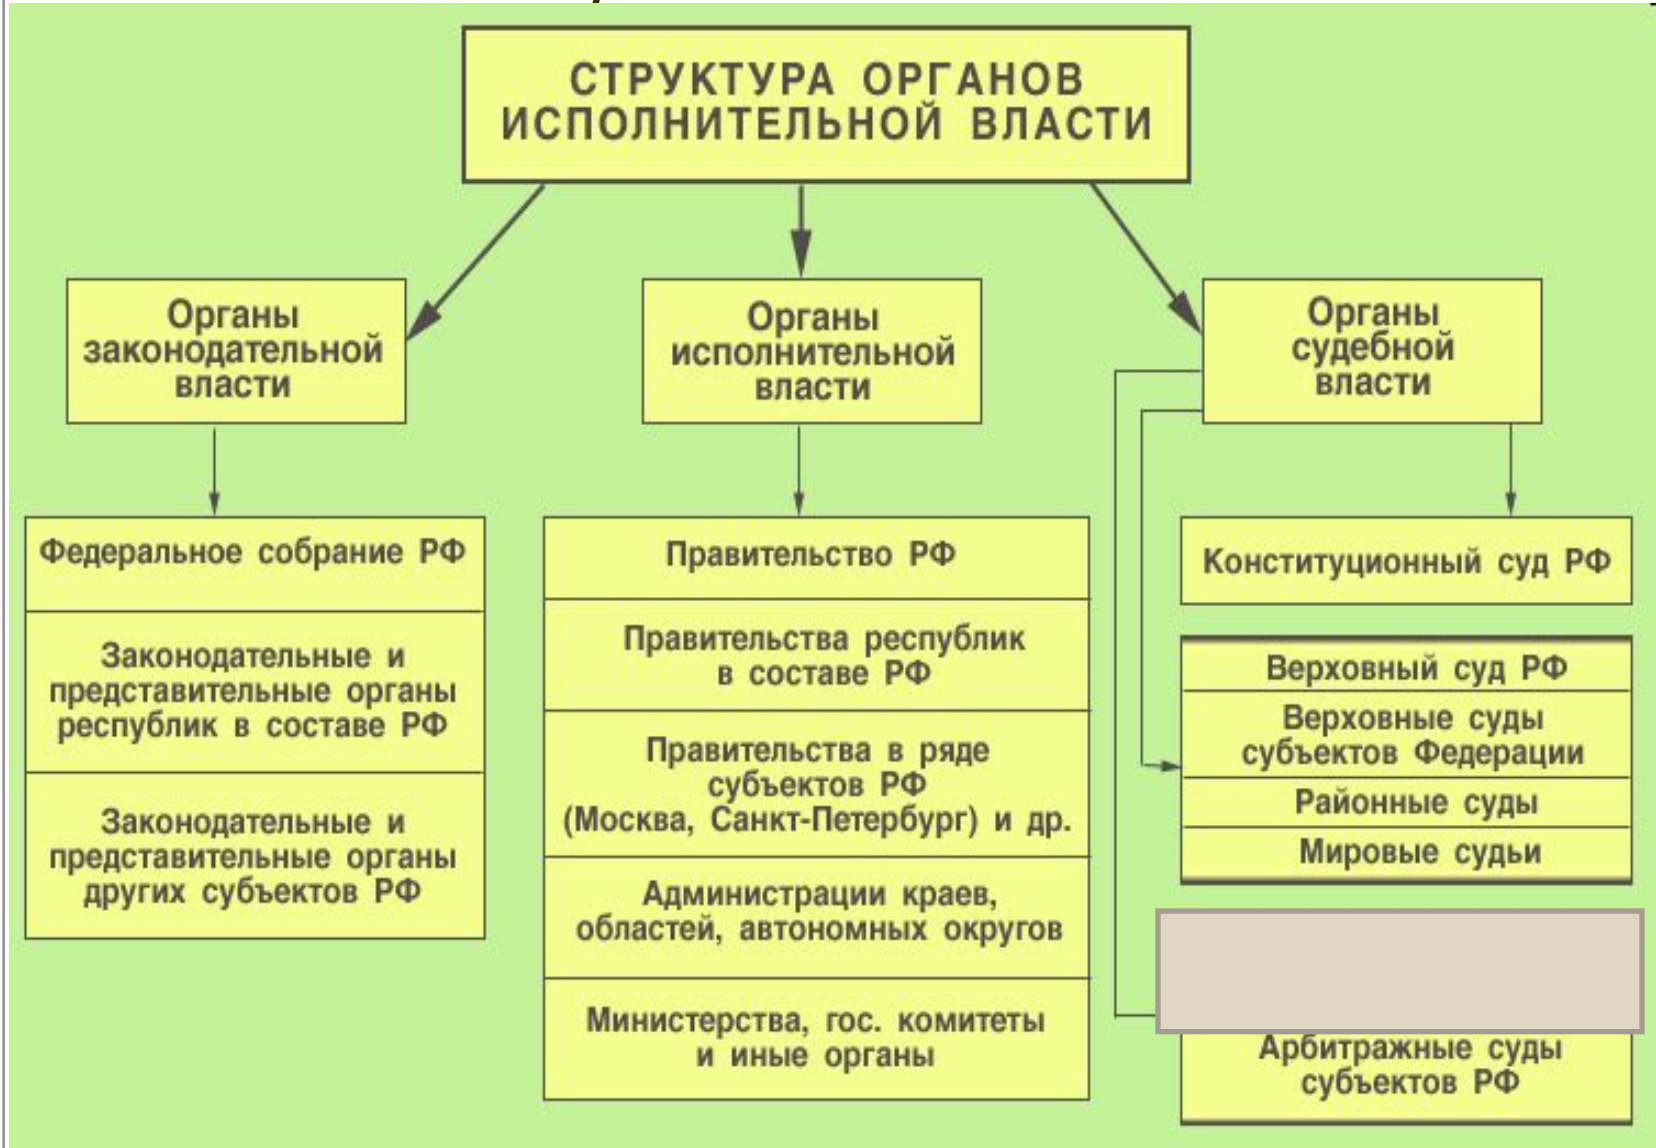 СТРУКТУРА ОРГАНОВ
ИСПОЛНИТЕЛЬНОЙ ВЛАСТИ
Органы
законодательной
власти
Органы
исполнительной
власти
Органы
судебной
власти
Федеральное собрание РФ
Законодательные и
представительные органы
республик в составе РФ
Законодательные и
представительные органы
других субъектов РФ
Правительство РФ
Правительства республик
в составе РФ
Правительства в ряде
субъектов РФ
(Москва, Санкт-Петербург) и др.
Администрации краев,
областей, автономных округов
Министерства, гос. комитеты
и иные органы
Конституционный суд РФ
Верховный суд РФ
Верховные суды
субъектов Федерации
Районные суды
Мировые судьи
Арбитражные суды
субъектов РФ